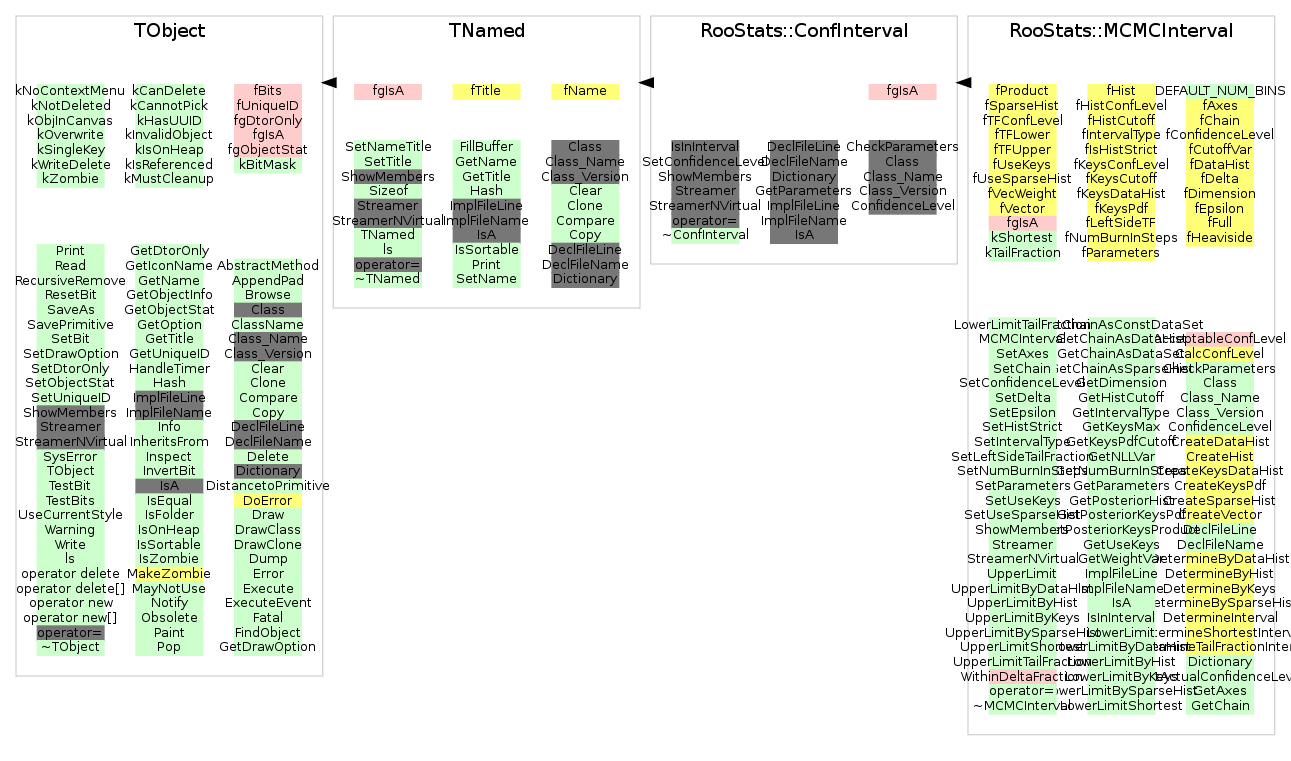 TObject
kNoContextMenu
kNotDeleted
kObjInCanvas
kOverwrite
kSingleKey
kWriteDelete
kZombie
kCanDelete
kCannotPick
kHasUUID
kInvalidObject
kIsOnHeap
kIsReferenced
kMustCleanup
fBits
fUniqueID
fgDtorOnly
fgIsA
fgObjectStat
kBitMask
Print
Read
RecursiveRemove
ResetBit
SaveAs
SavePrimitive
SetBit
SetDrawOption
SetDtorOnly
SetObjectStat
SetUniqueID
ShowMembers
Streamer
StreamerNVirtual
SysError
TObject
TestBit
TestBits
UseCurrentStyle
Warning
Write
ls
operator delete
operator delete[]
operator new
operator new[]
operator=
~TObject
GetDtorOnly
GetIconName
GetName
GetObjectInfo
GetObjectStat
GetOption
GetTitle
GetUniqueID
HandleTimer
Hash
ImplFileLine
ImplFileName
Info
InheritsFrom
Inspect
InvertBit
IsA
IsEqual
IsFolder
IsOnHeap
IsSortable
IsZombie
MakeZombie
MayNotUse
Notify
Obsolete
Paint
Pop
AbstractMethod
AppendPad
Browse
Class
ClassName
Class_Name
Class_Version
Clear
Clone
Compare
Copy
DeclFileLine
DeclFileName
Delete
Dictionary
DistancetoPrimitive
DoError
Draw
DrawClass
DrawClone
Dump
Error
Execute
ExecuteEvent
Fatal
FindObject
GetDrawOption
TNamed
fgIsA
fTitle
fName
SetNameTitle
SetTitle
ShowMembers
Sizeof
Streamer
StreamerNVirtual
TNamed
ls
operator=
~TNamed
FillBuffer
GetName
GetTitle
Hash
ImplFileLine
ImplFileName
IsA
IsSortable
Print
SetName
Class
Class_Name
Class_Version
Clear
Clone
Compare
Copy
DeclFileLine
DeclFileName
Dictionary
RooStats::ConfInterval
fgIsA
IsInInterval
SetConfidenceLevel
ShowMembers
Streamer
StreamerNVirtual
operator=
~ConfInterval
DeclFileLine
DeclFileName
Dictionary
GetParameters
ImplFileLine
ImplFileName
IsA
CheckParameters
Class
Class_Name
Class_Version
ConfidenceLevel
RooStats::MCMCInterval
fProduct
fSparseHist
fTFConfLevel
fTFLower
fTFUpper
fUseKeys
fUseSparseHist
fVecWeight
fVector
fgIsA
kShortest
kTailFraction
fHist
fHistConfLevel
fHistCutoff
fIntervalType
fIsHistStrict
fKeysConfLevel
fKeysCutoff
fKeysDataHist
fKeysPdf
fLeftSideTF
fNumBurnInSteps
fParameters
DEFAULT_NUM_BINS
fAxes
fChain
fConfidenceLevel
fCutoffVar
fDataHist
fDelta
fDimension
fEpsilon
fFull
fHeaviside
LowerLimitTailFraction
MCMCInterval
SetAxes
SetChain
SetConfidenceLevel
SetDelta
SetEpsilon
SetHistStrict
SetIntervalType
SetLeftSideTailFraction
SetNumBurnInSteps
SetParameters
SetUseKeys
SetUseSparseHist
ShowMembers
Streamer
StreamerNVirtual
UpperLimit
UpperLimitByDataHist
UpperLimitByHist
UpperLimitByKeys
UpperLimitBySparseHist
UpperLimitShortest
UpperLimitTailFraction
WithinDeltaFraction
operator=
~MCMCInterval
GetChainAsDataSet
GetChainAsSparseHist
GetDimension
GetHistCutoff
GetIntervalType
GetKeysMax
GetKeysPdfCutoff
GetNLLVar
GetNumBurnInSteps
GetParameters
GetPosteriorHist
GetPosteriorKeysPdf
GetUseKeys
GetWeightVar
ImplFileLine
ImplFileName
IsA
IsInInterval
LowerLimit
LowerLimitByDataHist
LowerLimitByHist
LowerLimitByKeys
LowerLimitBySparseHist
LowerLimitShortest
CalcConfLevel
CheckParameters
Class
Class_Name
Class_Version
ConfidenceLevel
CreateDataHist
CreateHist
CreateKeysDataHist
CreateKeysPdf
CreateSparseHist
CreateVector
DeclFileLine
DeclFileName
DetermineByDataHist
DetermineByHist
DetermineByKeys
DetermineInterval
Dictionary
GetAxes
GetChain